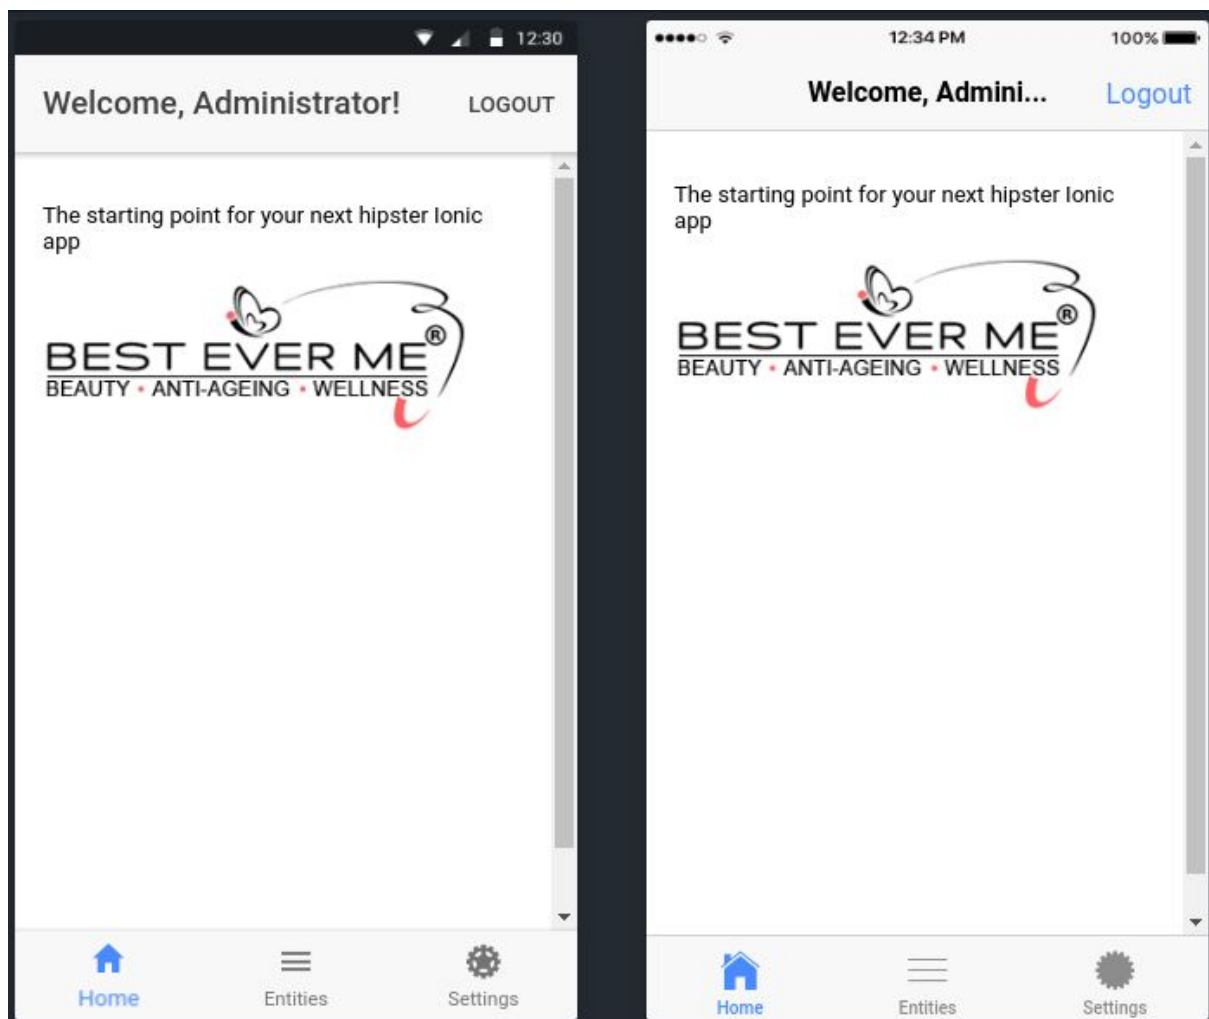 12:30
Welcome, Administrator! LOGOUT
The starting point for your next hipster Ionic
app
BEST EVER ME®
BEAUTY • ANTI-AGEING • WELLNESS
Home Entities Settings
12:34 PM 100%
Welcome, Admini... Logout
The starting point for your next hipster Ionic
app
BEST EVER ME®
BEAUTY • ANTI-AGEING • WELLNESS
Home Entities Settings